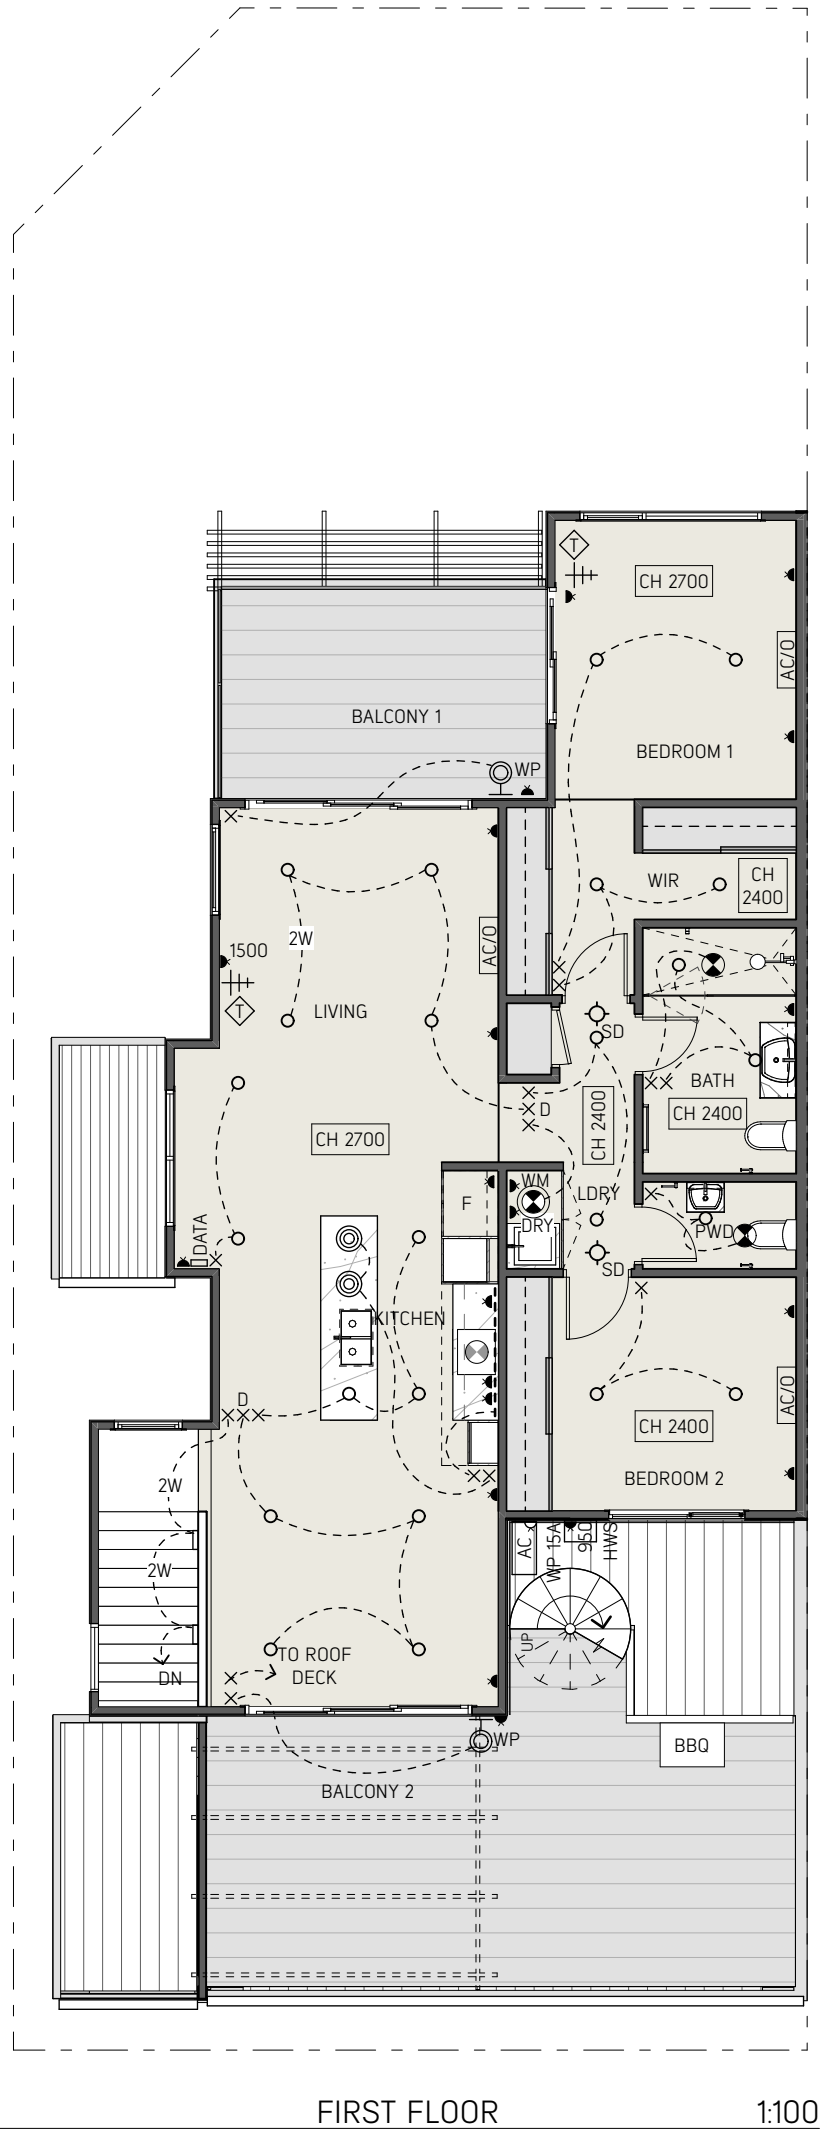 T
CH 2700
AC/O
BALCONY 1
BEDROOM 1
WP
WIR
CH
2400
2W
1500
AC/O
T
LIVING
SD
BATH
CH 2400
D
CH 2400
CH 2700
WM
LDRY
F
DRY
PWD
DATA
SD
KITCHEN
D
AC/O
CH 2400
BEDROOM 2
2W
AC
WP 15A
950
HWS
2W
UP
TO ROOF
DECK
DN
WP
BBQ
BALCONY 2
FIRST FLOOR
1:100